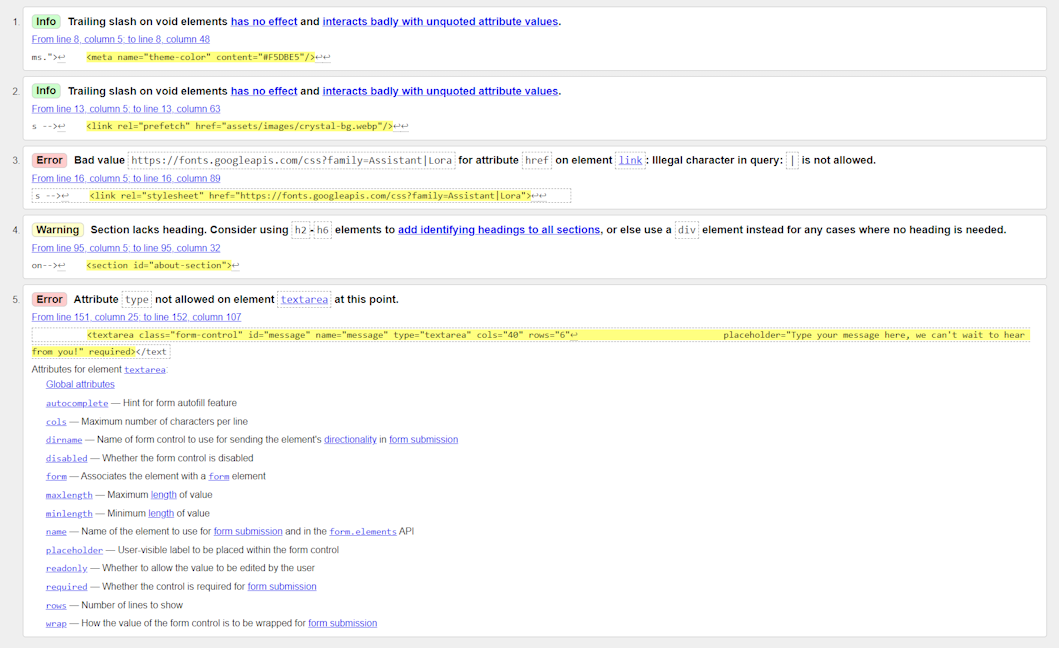 1. Info Trailing slash on void elements has no effect and interacts badly with unquoted attribute values.
From line 8, column 5; to line 8, column 48
ms.">↩ <meta name="theme-color" content="#F5DBE5"/>↩↩
2. Info Trailing slash on void elements has no effect and interacts badly with unquoted attribute values.
From line 13, column 5; to line 13, column 63
s -->↩ <link rel="prefetch" href="assets/images/crystal-bg.webp"/>↩↩
3. Error Bad value https://fonts.googleapis.com/css?family=Assistant|Lora for attribute href on element link: Illegal character in query: | is not allowed.
From line 16, column 5; to line 16, column 89
s -->↩ <link rel="stylesheet" href="https://fonts.googleapis.com/css?family=Assistant|Lora">↩↩
4. Warning Section lacks heading. Consider using h2-h6 elements to add identifying headings to all sections, or else use a div element instead for any cases where no heading is needed.
From line 95, column 5; to line 95, column 32
on-->↩ <section id="about-section">↩
5. Error Attribute type not allowed on element textarea at this point.
From line 151, column 25; to line 152, column 107
<textarea class="form-control" id="message" name="message" type="textarea" cols="40" rows="6"↩ placeholder="Type your message here, we can't wait to hear
from you!" required></text
Attributes for element textarea:
Global attributes
autocomplete — Hint for form autofill feature
cols — Maximum number of characters per line
dirname — Name of form control to use for sending the element's directionality in form submission
disabled — Whether the form control is disabled
form — Associates the element with a form element
maxlength — Maximum length of value
minlength — Minimum length of value
name — Name of the element to use for form submission and in the form.elements API
placeholder — User-visible label to be placed within the form control
readonly — Whether to allow the value to be edited by the user
required — Whether the control is required for form submission
rows — Number of lines to show
wrap — How the value of the form control is to be wrapped for form submission